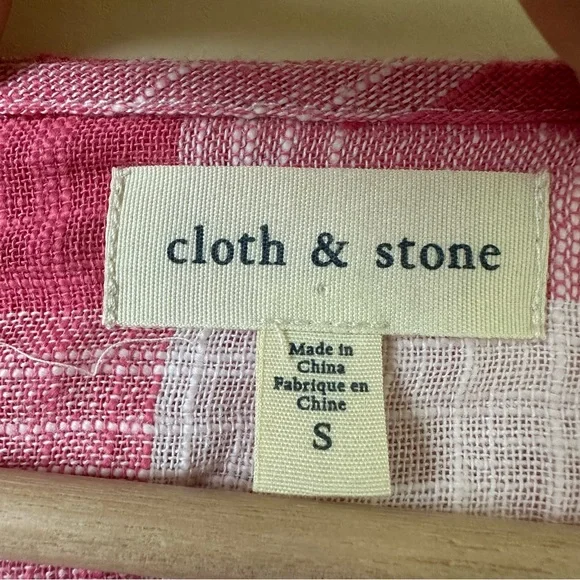 cloth & stone
Made in
China
Fabrique en
Chine
S